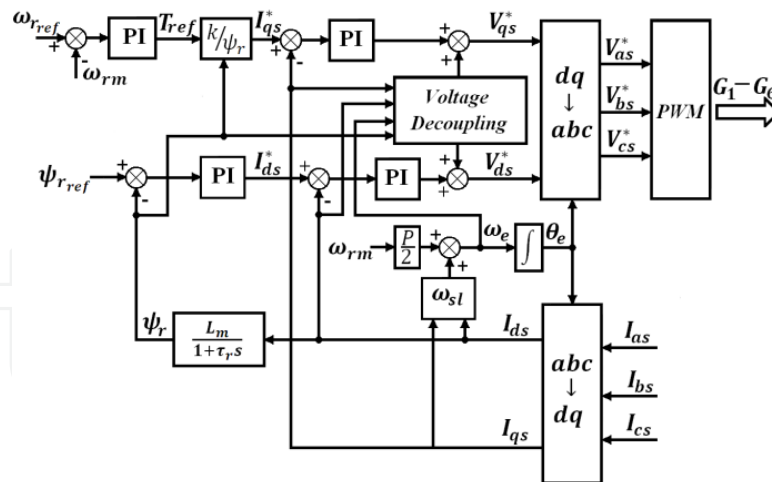 ω_r_ref + - PI T_ref k/ψ_r I*_qs + - PI + + V*_qs
ω_rm
Voltage Decoupling
dq ↓ abc
V*_as
V*_bs
V*_cs
PWM
G_1 – G_6
ψ_r_ref + - PI I*_ds + - PI + + V*_ds
ω_rm P/2 + + ω_e ∫ θ_e
ω_sl
ψ_r L_m / 1+τ_r s
I_ds
I_qs
abc ↓ dq
I_as
I_bs
I_cs